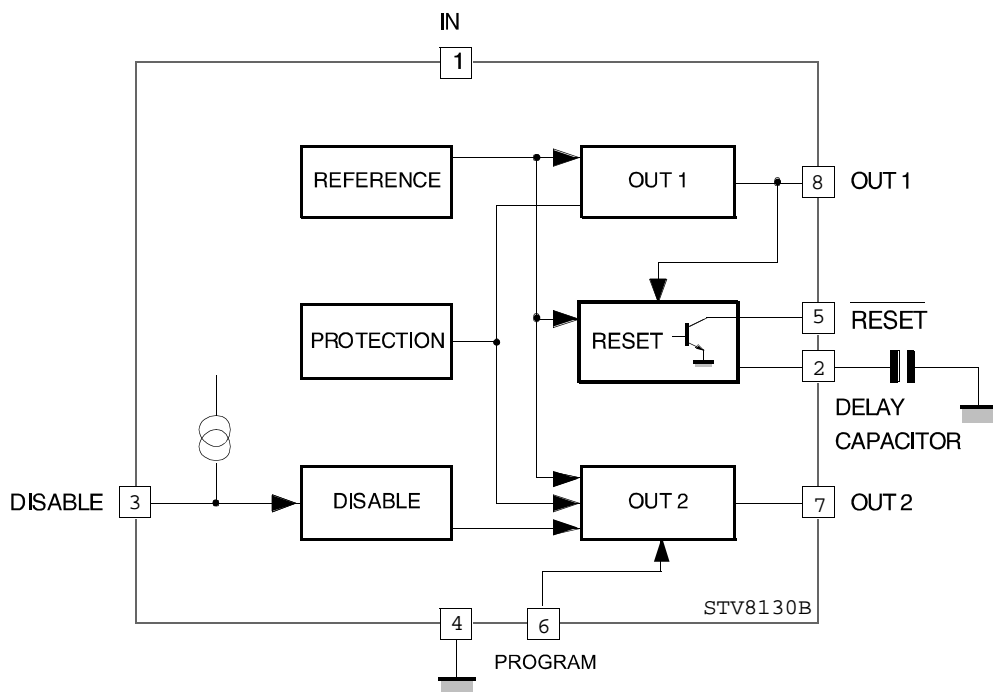 IN
1
REFERENCE
OUT 1
8
OUT 1
PROTECTION
RESET
5
RESET
2
DELAY
CAPACITOR
DISABLE
3
DISABLE
OUT 2
7
OUT 2
STV8130B
4
6
PROGRAM